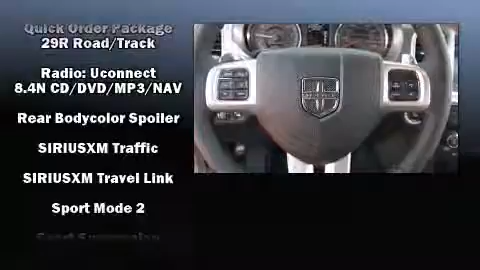 Quick Order Package
29R Road/Track
Radio: Uconnect
8.4N CD/DVD/MP3/NAV
Rear Bodycolor Spoiler
SIRIUSXM Traffic
SIRIUSXM Travel Link
Sport Mode 2